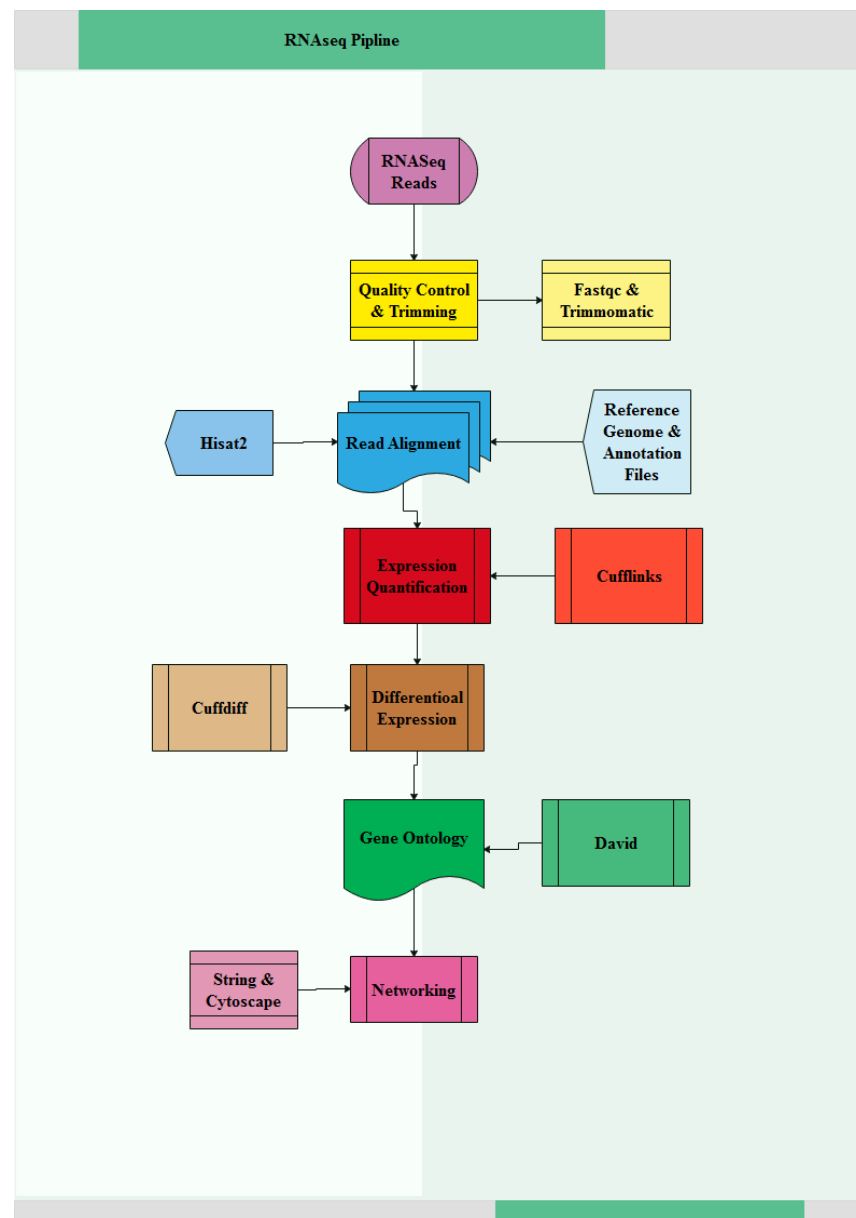 RNAseq Pipline
RNASeq
Reads
Quality Control
& Trimming
Fastqc &
Trimmomatic
Hisat2
Read Alignment
Reference
Genome &
Annotation
Files
Expression
Quantification
Cufflinks
Cuffdiff
Differentioal
Expression
Gene Ontology
David
String &
Cytoscape
Networking